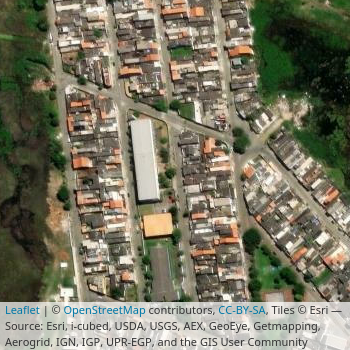 Leaflet | © OpenStreetMap contributors, CC-BY-SA, Tiles © Esri —
Source: Esri, i-cubed, USDA, USGS, AEX, GeoEye, Getmapping,
Aerogrid, IGN, IGP, UPR-EGP, and the GIS User Community